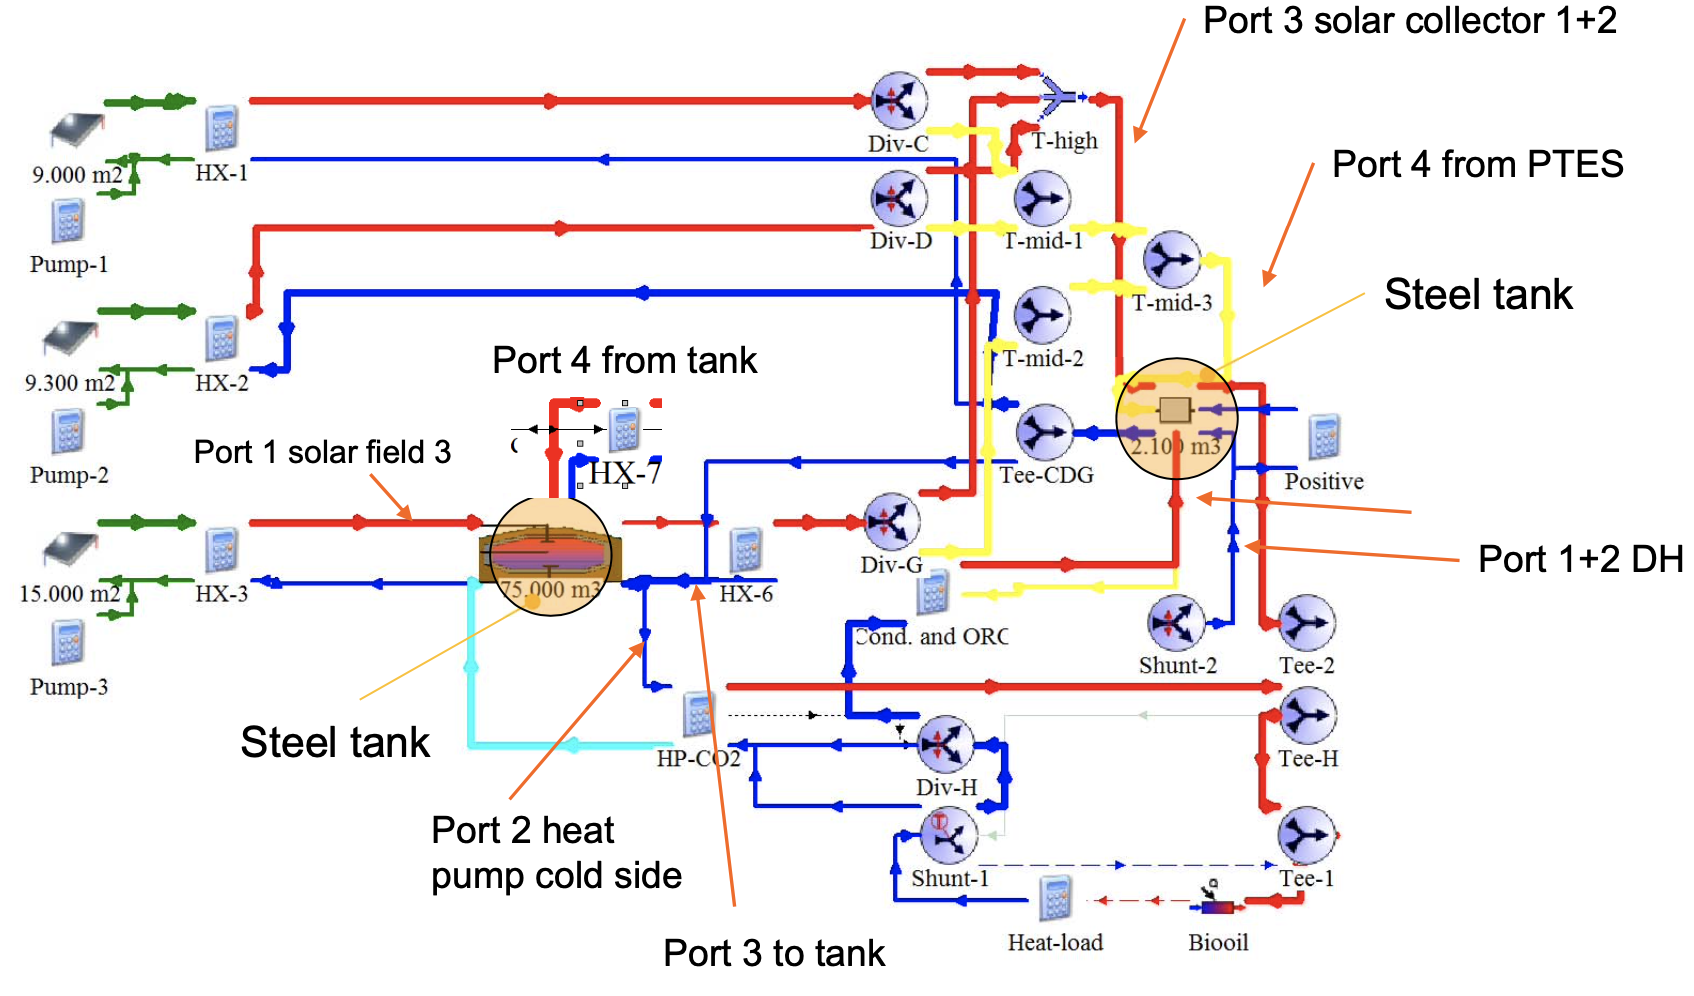 Port 3 solar collector 1+2
Div-C
T-high
9.000 m2
HX-1
Port 4 from PTES
Div-D
T-mid-1
Pump-1
Steel tank
T-mid-3
T-mid-2
Port 4 from tank
9.300 m2
HX-2
Port 1 solar field 3
2.100 m3
HX-7
Pump-2
Tee-CDG
Positive
Div-G
Port 1+2 DH
15.000 m2
HX-3
75.000 m3
HX-6
Cond. and ORC
Pump-3
Shunt-2
Tee-2
Steel tank
HP-CO2
Tee-H
Div-H
Port 2 heat
pump cold side
Shunt-1
Tee-1
Port 3 to tank
Heat-load
Biooil